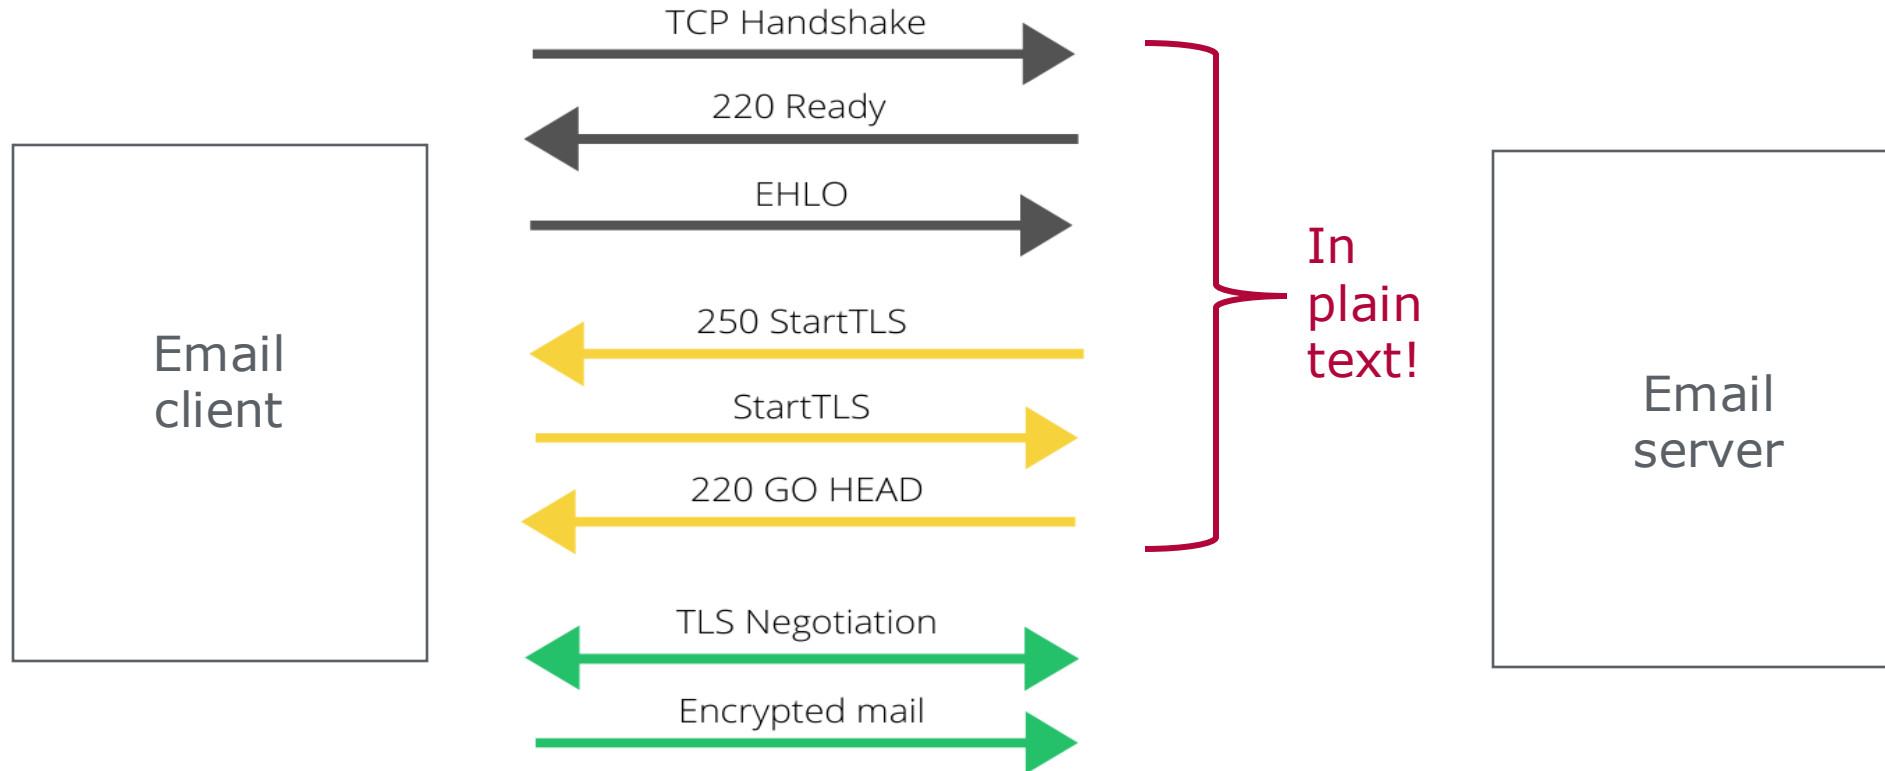 TCP Handshake
220 Ready
EHLO
250 StartTLS
StartTLS
220 GO HEAD
TLS Negotiation
Encrypted mail
Email
client
In
plain
text!
Email
server